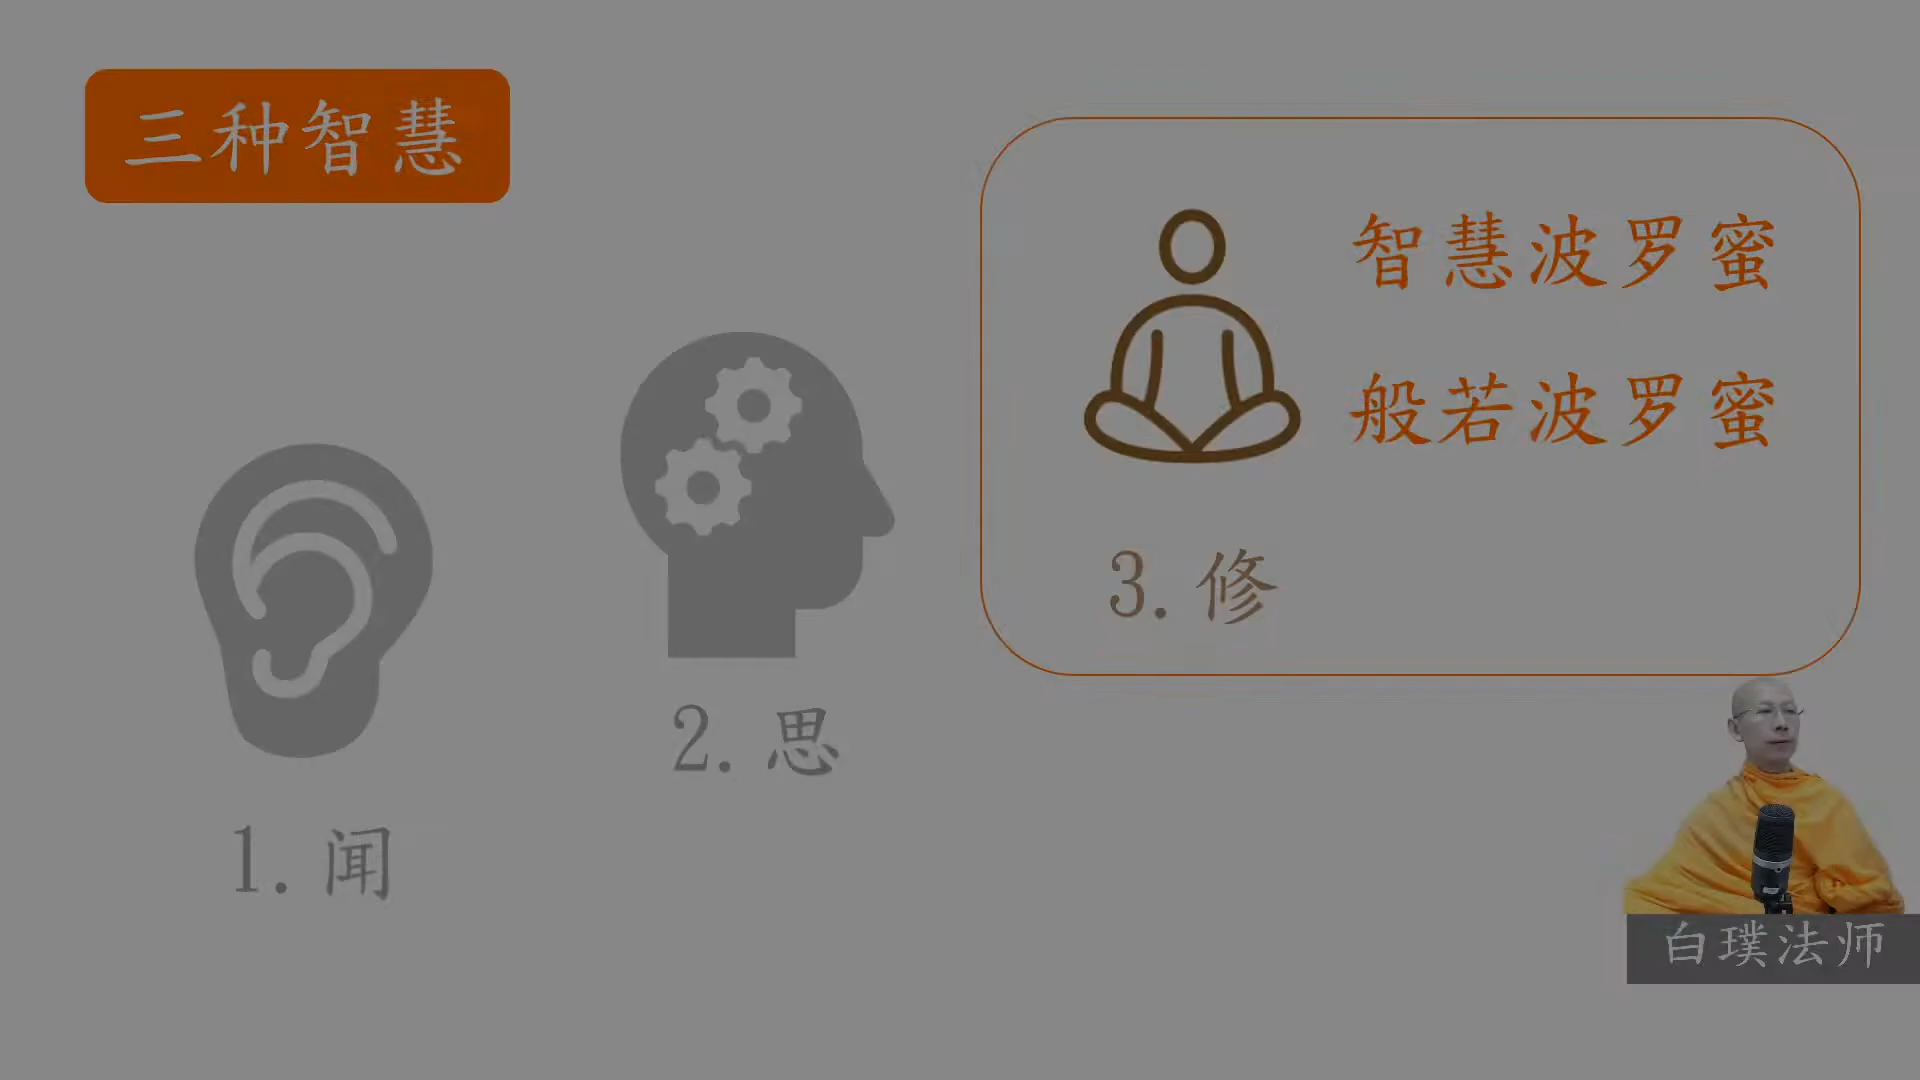 三种智慧
智慧波罗蜜
般若波罗蜜
3.修
2.思
1.闻
白璞法师